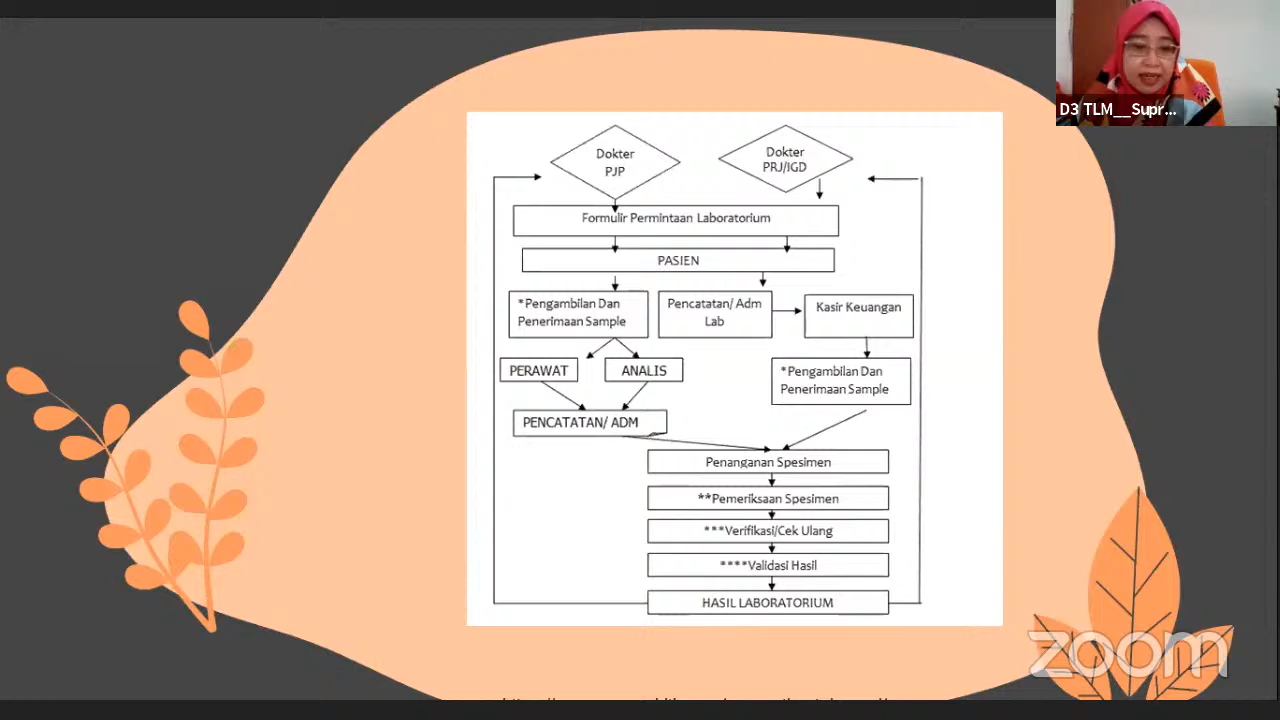 D3 TLM__Supr...
Dokter
PJP
Dokter
PRJ/IGD
Formulir Permintaan Laboratorium
PASIEN
*Pengambilan Dan
Penerimaan Sample
Pencatatan/ Adm
Lab
Kasir Keuangan
PERAWAT
ANALIS
*Pengambilan Dan
Penerimaan Sample
PENCATATAN/ ADM
Penanganan Spesimen
**Pemeriksaan Spesimen
***Verifikasi/Cek Ulang
****Validasi Hasil
HASIL LABORATORIUM
zoom